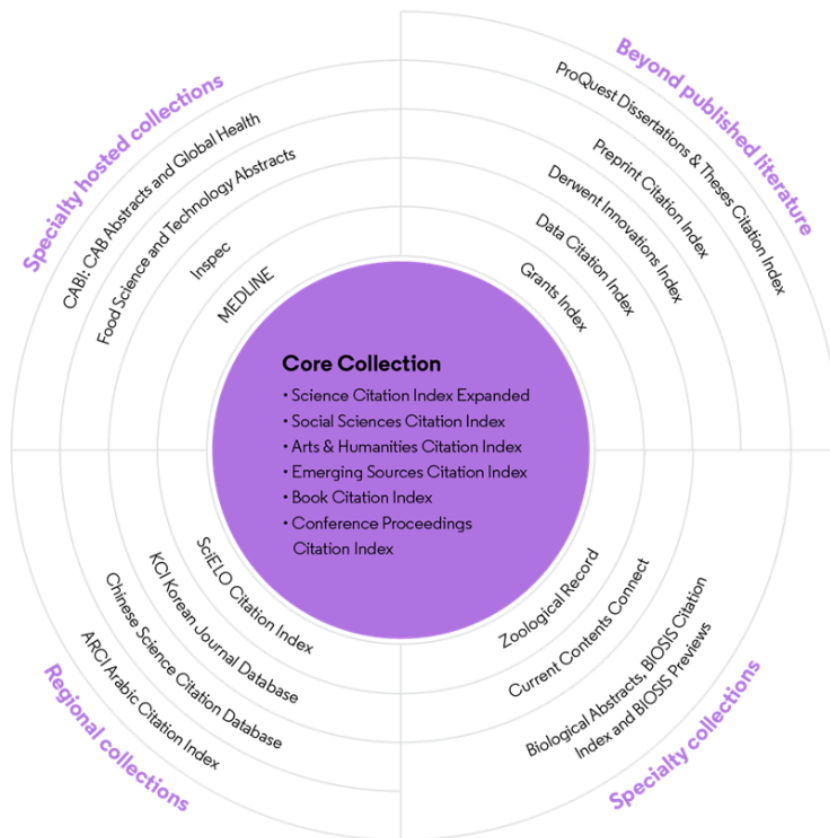 Specialty hosted collections
CABI: CAB Abstracts and Global Health
Food Science and Technology Abstracts
Inspec
MEDLINE
Beyond published literature
ProQuest Dissertations & Theses Citation Index
Preprint Citation Index
Derwent Innovations Index
Data Citation Index
Grants Index
Core Collection
• Science Citation Index Expanded
• Social Sciences Citation Index
• Arts & Humanities Citation Index
• Emerging Sources Citation Index
• Book Citation Index
• Conference Proceedings
Citation Index
SciELO Citation Index
KCI Korean Journal Database
Chinese Science Citation Database
ARCI Arabic Citation Index
Regional collections
Zoological Record
Current Contents Connect
Biological Abstracts, BIOSIS Citation
Index and BIOSIS Previews
Specialty collections